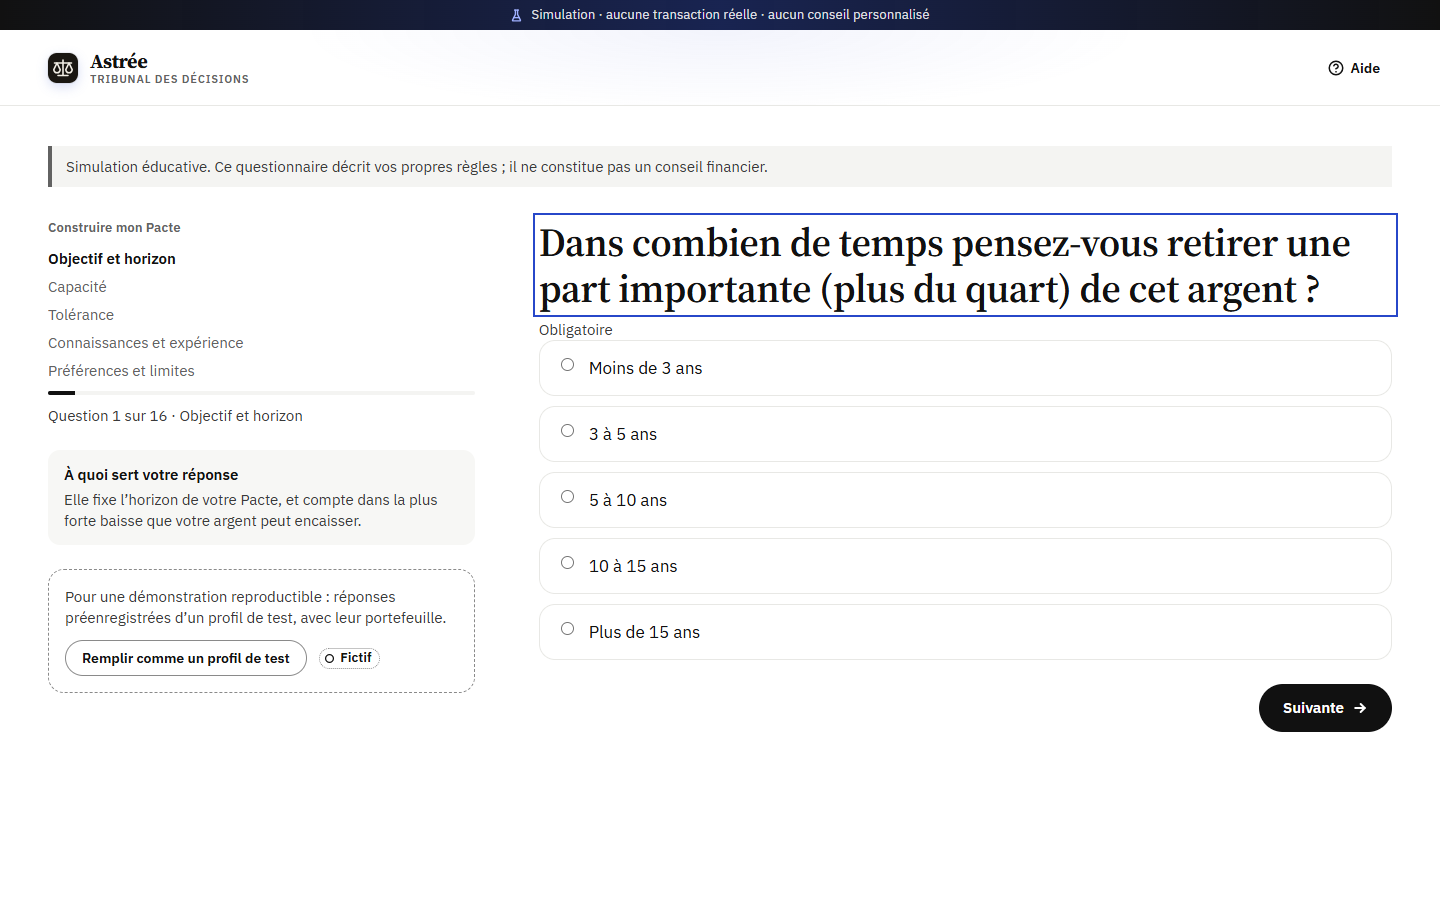 Simulation · aucune transaction réelle · aucun conseil personnalisé
Astrée
TRIBUNAL DES DÉCISIONS
Aide
Simulation éducative. Ce questionnaire décrit vos propres règles ; il ne constitue pas un conseil financier.
Construire mon Pacte
Objectif et horizon
Capacité
Tolérance
Connaissances et expérience
Préférences et limites
Question 1 sur 16 · Objectif et horizon
À quoi sert votre réponse
Elle fixe l’horizon de votre Pacte, et compte dans la plus
forte baisse que votre argent peut encaisser.
Pour une démonstration reproductible : réponses
préenregistrées d’un profil de test, avec leur portefeuille.
Remplir comme un profil de test
Fictif
Dans combien de temps pensez-vous retirer une
part importante (plus du quart) de cet argent ?
Obligatoire
Moins de 3 ans
3 à 5 ans
5 à 10 ans
10 à 15 ans
Plus de 15 ans
Suivante →